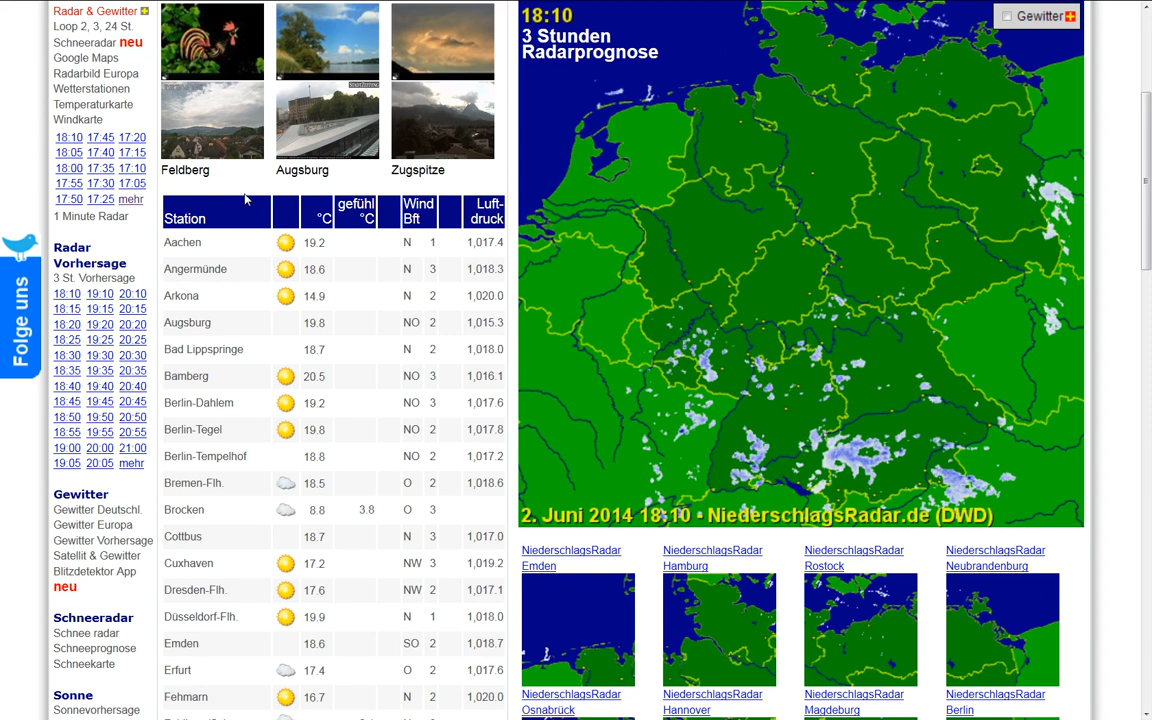 Radar & Gewitter
Loop 2, 3, 24 St.
Schneeradar neu
Google Maps
Radarbild Europa
Wetterstationen
Temperaturkarte
Windkarte
18:10 17:45 17:20
18:05 17:40 17:15
18:00 17:35 17:10
17:55 17:30 17:05
17:50 17:25 mehr
1 Minute Radar
Radar
Vorhersage
3 St. Vorhersage
18:10 19:10 20:10
18:15 19:15 20:15
18:20 19:20 20:20
18:25 19:25 20:25
18:30 19:30 20:30
18:35 19:35 20:35
18:40 19:40 20:40
18:45 19:45 20:45
18:50 19:50 20:50
18:55 19:55 20:55
19:00 20:00 21:00
19:05 20:05 mehr
Gewitter
Gewitter Deutschl.
Gewitter Europa
Gewitter Vorhersage
Satellit & Gewitter
Blitzdetektor App
neu
Schneeradar
Schnee radar
Schneeprognose
Schneekarte
Sonne
Sonnevorhersage
Folge uns
Feldberg Augsburg Zugspitze
Station °C gefühl °C Wind Bft Luft-druck
Aachen 19.2 N 1 1,017.4
Angermünde 18.6 N 3 1,018.3
Arkona 14.9 N 2 1,020.0
Augsburg 19.8 NO 2 1,015.3
Bad Lippspringe 18.7 N 2 1,018.0
Bamberg 20.5 NO 3 1,016.1
Berlin-Dahlem 19.2 NO 3 1,017.6
Berlin-Tegel 19.8 NO 2 1,017.8
Berlin-Tempelhof 18.8 NO 2 1,017.2
Bremen-Flh. 18.5 O 2 1,018.6
Brocken 8.8 3.8 O 3
Cottbus 18.7 N 3 1,017.0
Cuxhaven 17.2 NW 3 1,019.2
Dresden-Flh. 17.6 NW 2 1,017.1
Düsseldorf-Flh. 19.9 N 1 1,018.0
Emden 18.6 SO 2 1,018.7
Erfurt 17.4 O 2 1,017.6
Fehmarn 16.7 N 2 1,020.0
18:10
3 Stunden
Radarprognose
Gewitter
2. Juni 2014 18:10 • NiederschlagsRadar.de (DWD)
NiederschlagsRadar NiederschlagsRadar NiederschlagsRadar NiederschlagsRadar
Emden Hamburg Rostock Neubrandenburg
NiederschlagsRadar NiederschlagsRadar NiederschlagsRadar NiederschlagsRadar
Osnabrück Hannover Magdeburg Berlin